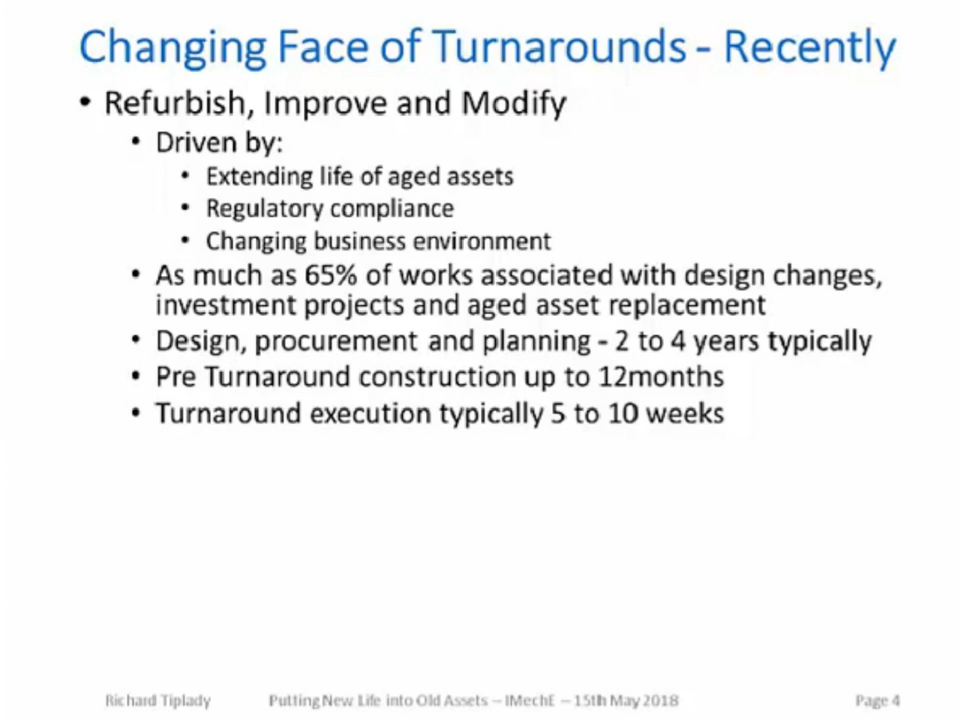 Changing Face of Turnarounds - Recently
• Refurbish, Improve and Modify
• Driven by:
• Extending life of aged assets
• Regulatory compliance
• Changing business environment
• As much as 65% of works associated with design changes,
investment projects and aged asset replacement
• Design, procurement and planning - 2 to 4 years typically
• Pre Turnaround construction up to 12months
• Turnaround execution typically 5 to 10 weeks
Richard Tiplady Putting New Life into Old Assets – IMechE – 15th May 2018 Page 4